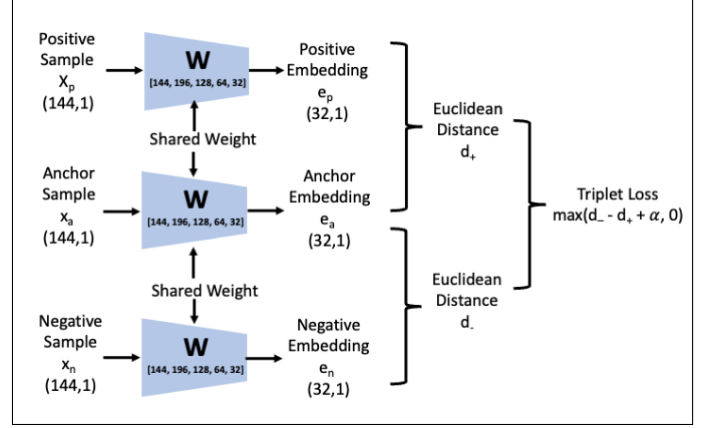 Positive
Sample
Xₚ
(144,1)
W
[144, 196, 128, 64, 32]
Positive
Embedding
eₚ
(32,1)
Shared Weight
Anchor
Sample
xₐ
(144,1)
W
[144, 196, 128, 64, 32]
Anchor
Embedding
eₐ
(32,1)
Shared Weight
Negative
Sample
xₙ
(144,1)
W
[144, 196, 128, 64, 32]
Negative
Embedding
eₙ
(32,1)
Euclidean
Distance
d₊
Euclidean
Distance
d₋
Triplet Loss
max(d₋ - d₊ + α, 0)